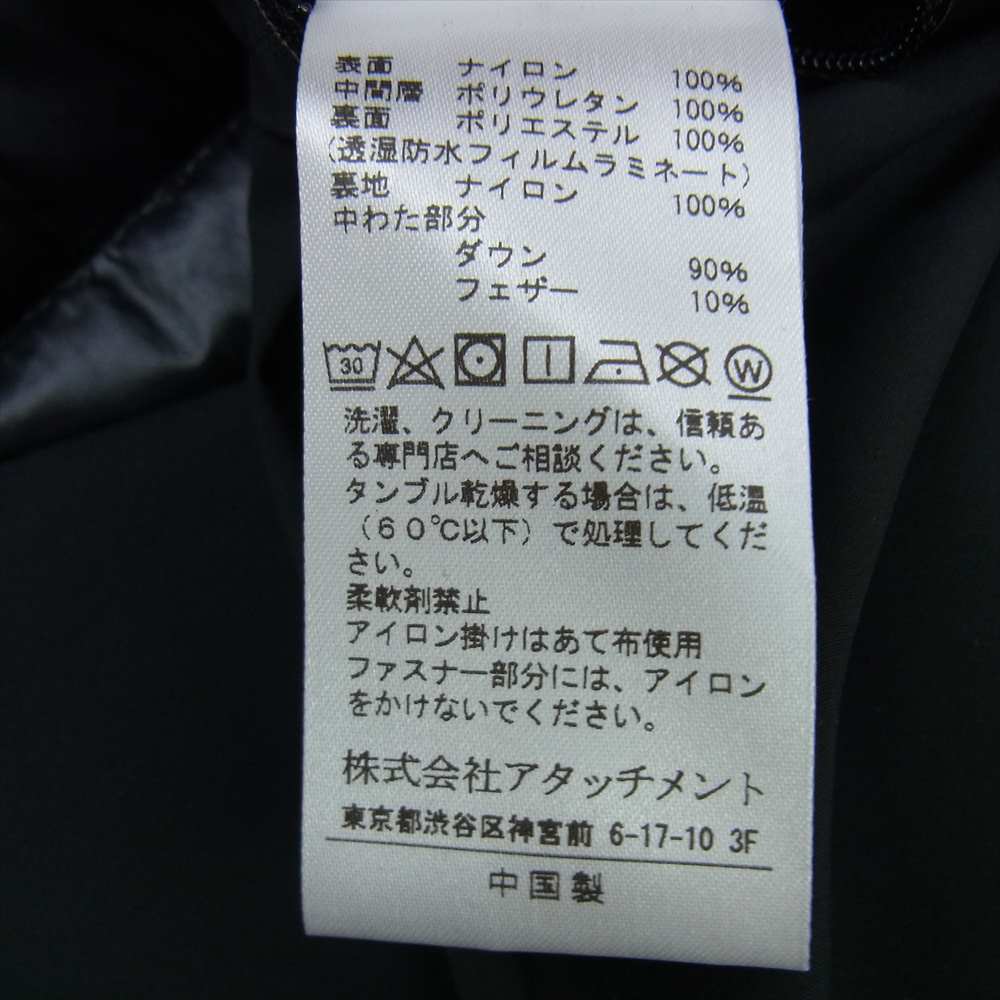 表面 ナイロン 100%
中間層 ポリウレタン 100%
裏面 ポリエステル 100%
(透湿防水フィルムラミネート)
裏地 ナイロン 100%
中わた部分
ダウン 90%
フェザー 10%
30 W
洗濯、クリーニングは、信頼あ
る専門店へご相談ください。
タンブル乾燥する場合は、低温
（60℃以下）で処理してくだ
さい。
柔軟剤禁止
アイロン掛けはあて布使用
ファスナー部分には、アイロン
をかけないでください。
株式会社アタッチメント
東京都渋谷区神宮前 6-17-10 3F
中国製